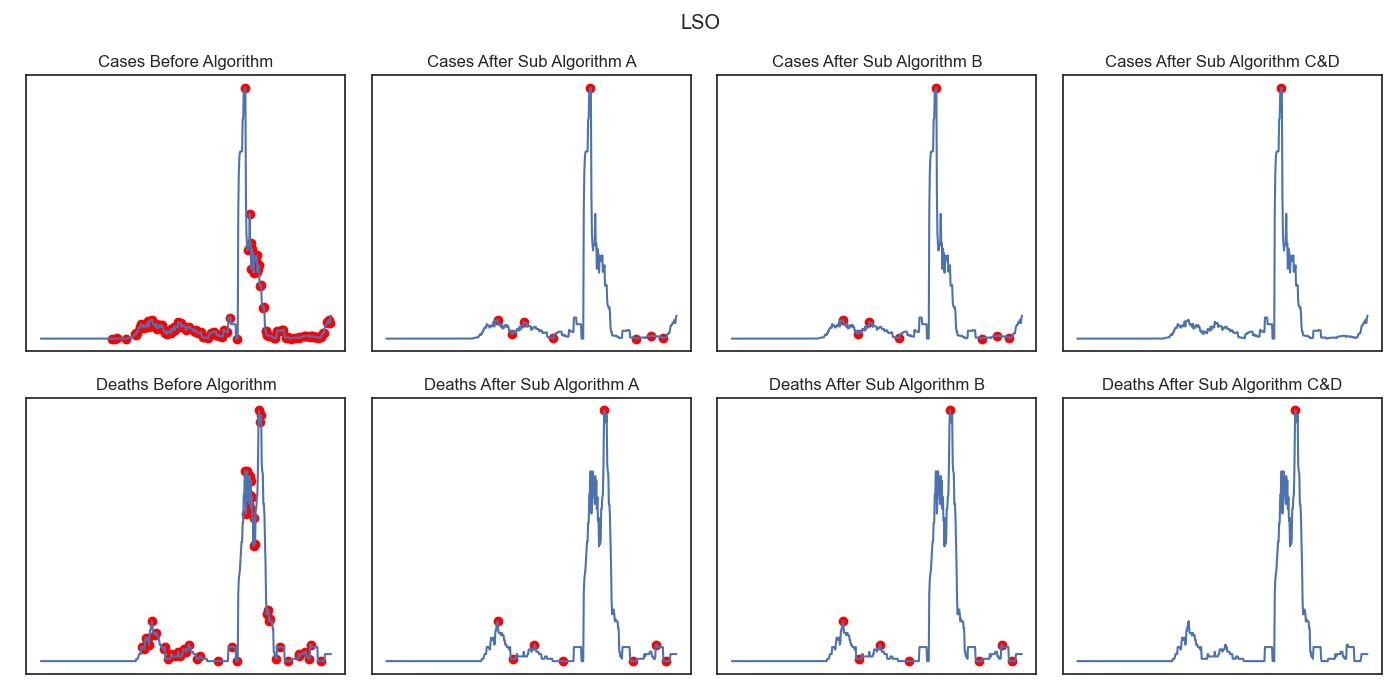 LSO
Cases Before Algorithm
Cases After Sub Algorithm A
Cases After Sub Algorithm B
Cases After Sub Algorithm C&D
Deaths Before Algorithm
Deaths After Sub Algorithm A
Deaths After Sub Algorithm B
Deaths After Sub Algorithm C&D